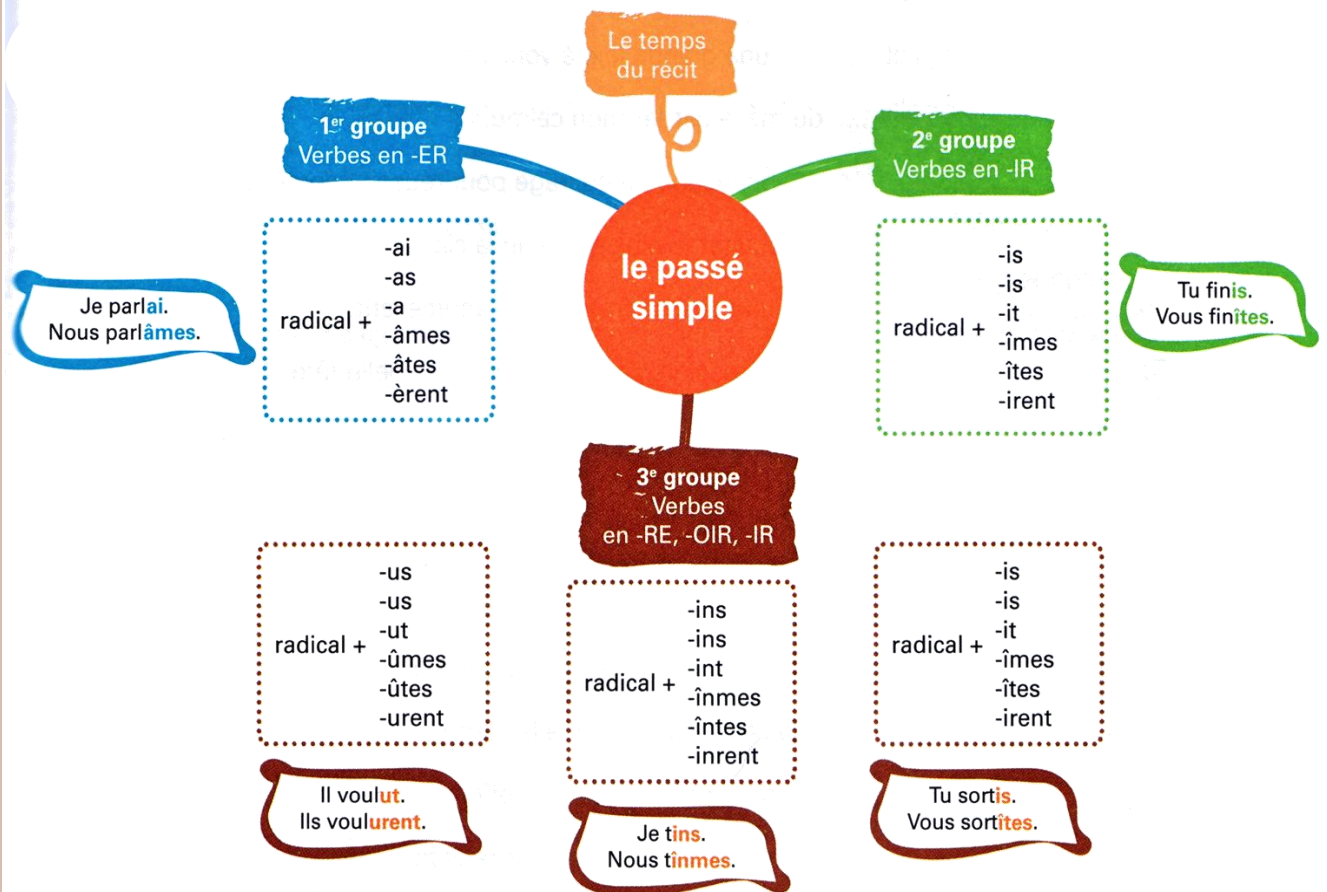 Le temps
du récit
1er groupe
Verbes en -ER
2e groupe
Verbes en -IR
le passé
simple
radical +
-ai
-as
-a
-âmes
-âtes
-èrent
Je parlai.
Nous parlâmes.
radical +
-is
-is
-it
-îmes
-îtes
-irent
Tu finis.
Vous finîtes.
3e groupe
Verbes
en -RE, -OIR, -IR
radical +
-us
-us
-ut
-ûmes
-ûtes
-urent
Il voulut.
Ils voulurent.
radical +
-ins
-ins
-int
-înmes
-întes
-inrent
Je tins.
Nous tînmes.
radical +
-is
-is
-it
-îmes
-îtes
-irent
Tu sortis.
Vous sortîtes.